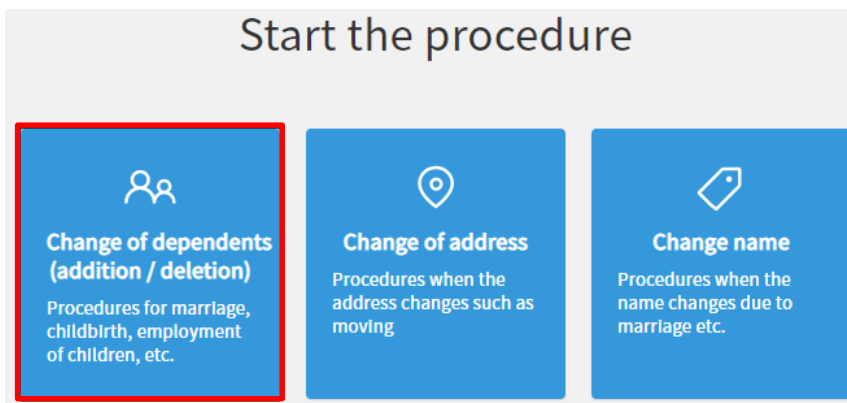 Start the procedure
Change of dependents
(addition / deletion)
Procedures for marriage,
childbirth, employment
of children, etc.
Change of address
Procedures when the
address changes such as
moving
Change name
Procedures when the
name changes due to
marriage etc.